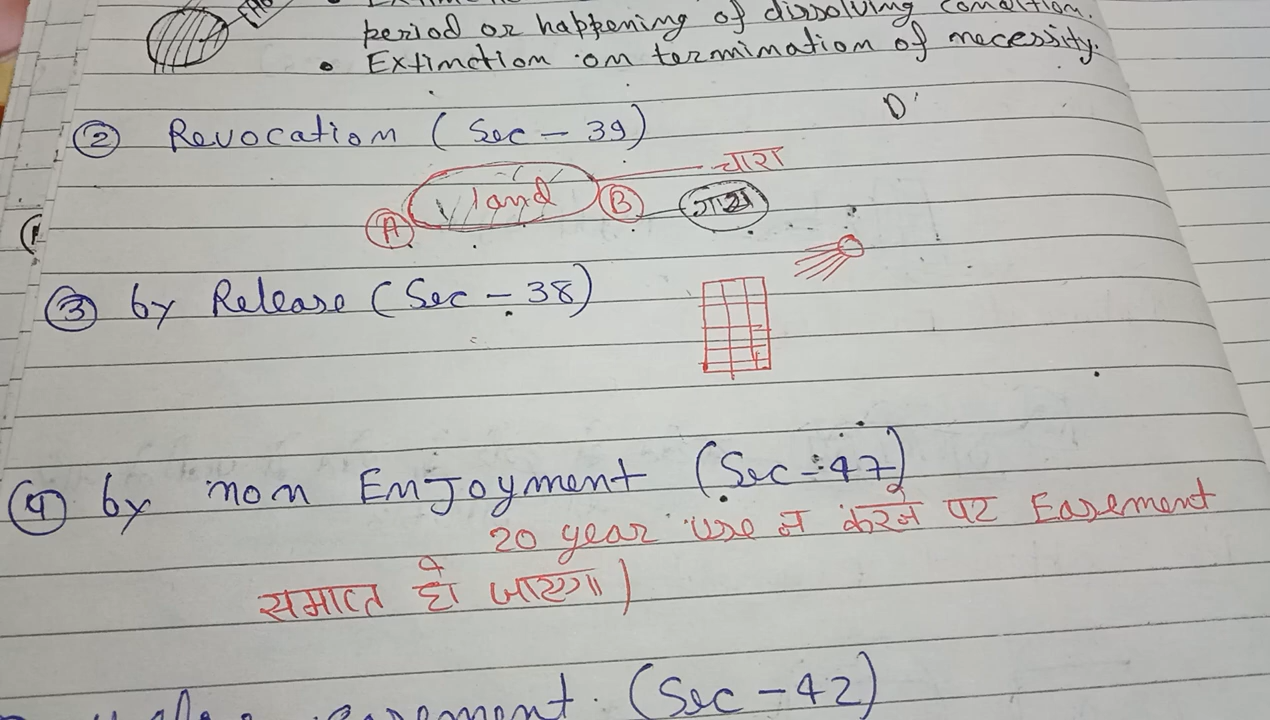 period or happening of dissolving condition.
• Extinction on termination of necessity.
D'
② Revocation (Sec - 39)
चारा
land
A
B
③ by Release (Sec - 38)
④ by non Enjoyment (Sec - 47)
20 year use न करने पर Easement
समाप्त हो जाएगा।
easement. (Sec - 42)